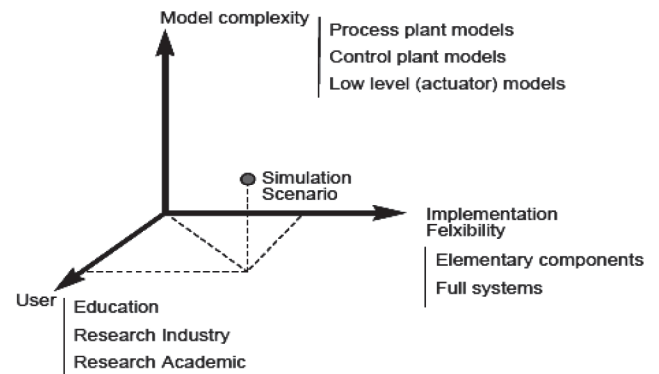 Model complexity
Process plant models
Control plant models
Low level (actuator) models
Simulation
Scenario
Implementation
Felxibility
Elementary components
Full systems
User
Education
Research Industry
Research Academic